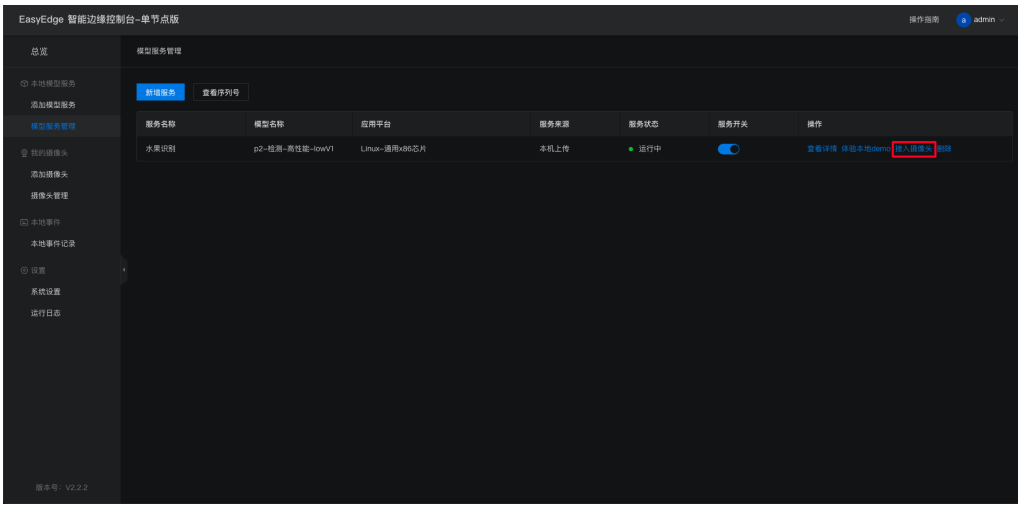 EasyEdge 智能边缘控制台-单节点版
操作指南 a admin
总览
模型服务管理
本地模型服务
添加模型服务
模型服务管理
我的摄像头
添加摄像头
摄像头管理
本地事件
本地事件记录
设置
系统设置
运行日志
版本号: V2.2.2
新增服务 查看序列号
服务名称 模型名称 应用平台 服务来源 服务状态 服务开关 操作
水果识别 p2-检测-高性能-lowV1 Linux-通用x86芯片 本机上传 运行中 查看详情 体验本地demo 接入摄像头 删除